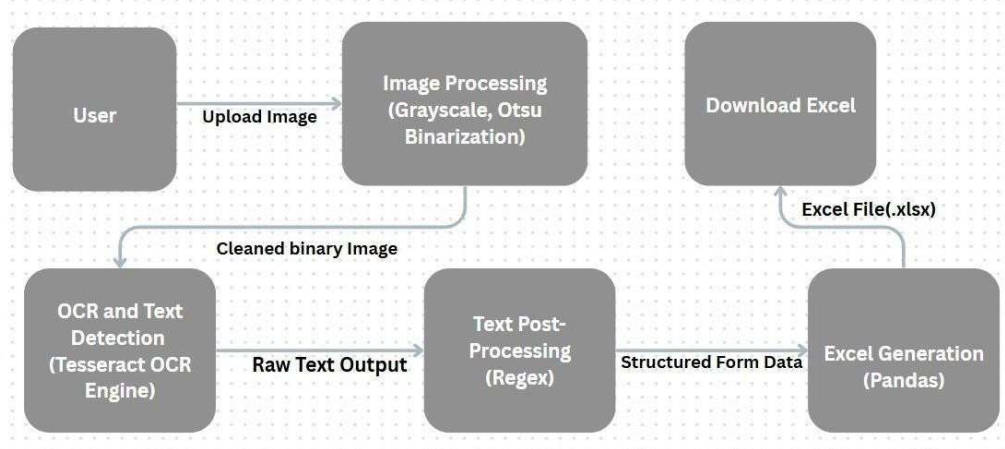 User
Upload Image
Image Processing
(Grayscale, Otsu
Binarization)
Download Excel
Excel File(.xlsx)
Cleaned binary Image
OCR and Text
Detection
(Tesseract OCR
Engine)
Raw Text Output
Text Post-
Processing
(Regex)
Structured Form Data
Excel Generation
(Pandas)